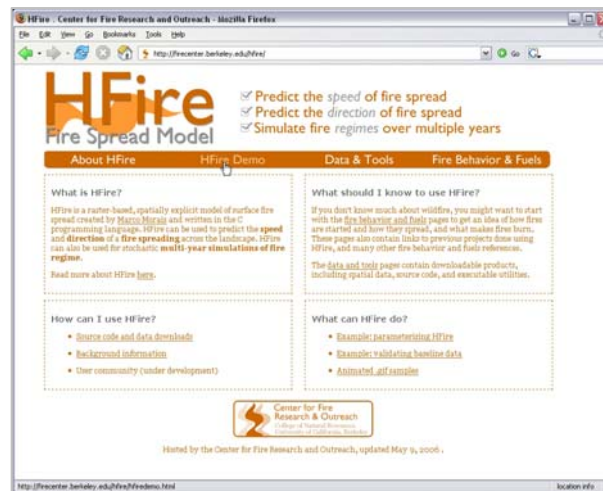 HFire . Center for Fire Research and Outreach - Mozilla Firefox
File Edit View Go Bookmarks Tools Help
http://firecenter.berkeley.edu/hfire/
Go
HFire
Fire Spread Model
Predict the speed of fire spread
Predict the direction of fire spread
Simulate fire regimes over multiple years
About HFire HFire Demo Data & Tools Fire Behavior & Fuels
What is HFire?
HFire is a raster-based, spatially explicit model of surface fire
spread created by Marco Morais and written in the C
programming language. HFire can be used to predict the speed
and direction of a fire spreading across the landscape. HFire
can also be used for stochastic multi-year simulations of fire
regime.
Read more about HFire here.
What should I know to use HFire?
If you don't know much about wildfire, you might want to start
with the fire behavior and fuels pages to get an idea of how fires
are started and how they spread, and what makes fires burn.
These pages also contain links to previous projects done using
HFire, and many other fire behavior and fuels references.
The data and tools pages contain downloadable products,
including spatial data, source code, and executable utilities.
How can I use HFire?
Source code and data downloads
Background information
User community (under development)
What can HFire do?
Example: parameterizing HFire
Example: validating baseline data
Animated .gif samples
Center for Fire
Research & Outreach
College of Natural Resources
University of California, Berkeley
Hosted by the Center for Fire Research and Outreach, updated May 9, 2006 .
http://firecenter.berkeley.edu/hfire/hfiredemo.html location info